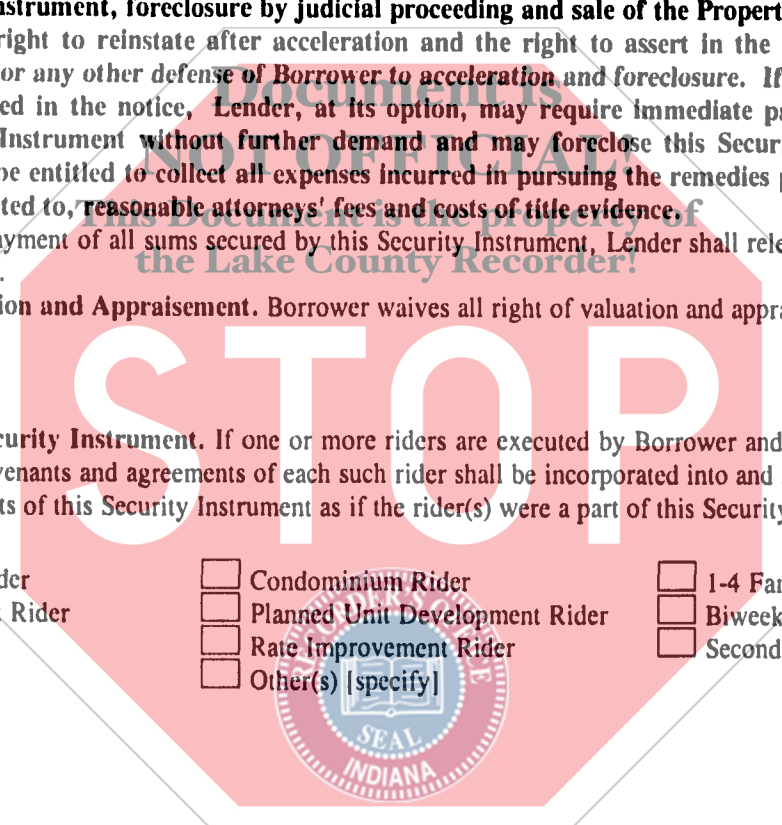 nstrument, foreclosure by judicial proceeding and sale of the Propert
right to reinstate after acceleration and the right to assert in the
or any other defense of Borrower to acceleration and foreclosure. If
ed in the notice, Lender, at its option, may require immediate pa
Instrument without further demand and may foreclose this Secur
be entitled to collect all expenses incurred in pursuing the remedies p
ted to, reasonable attorneys' fees and costs of title evidence.
ayment of all sums secured by this Security Instrument, Lender shall rele
.
ion and Appraisement. Borrower waives all right of valuation and appra
Document is
NOT OFFICIAL!
This Document is the property of
the Lake County Recorder!
STOP
curity Instrument. If one or more riders are executed by Borrower and
venants and agreements of each such rider shall be incorporated into and
ts of this Security Instrument as if the rider(s) were a part of this Security
der
Condominium Rider
1-4 Fam
Rider
Planned Unit Development Rider
Biweek
Rate Improvement Rider
Second
Other(s) [specify]
RECORDER'S OFFICE
SEAL
INDIANA